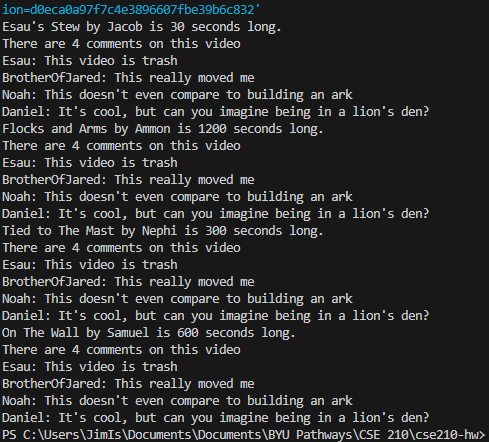 ion=d0eca0a97f7c4e3896607fbe39b6c832'
Esau's Stew by Jacob is 30 seconds long.
There are 4 comments on this video
Esau: This video is trash
BrotherOfJared: This really moved me
Noah: This doesn't even compare to building an ark
Daniel: It's cool, but can you imagine being in a lion's den?
Flocks and Arms by Ammon is 1200 seconds long.
There are 4 comments on this video
Esau: This video is trash
BrotherOfJared: This really moved me
Noah: This doesn't even compare to building an ark
Daniel: It's cool, but can you imagine being in a lion's den?
Tied to The Mast by Nephi is 300 seconds long.
There are 4 comments on this video
Esau: This video is trash
BrotherOfJared: This really moved me
Noah: This doesn't even compare to building an ark
Daniel: It's cool, but can you imagine being in a lion's den?
On The Wall by Samuel is 600 seconds long.
There are 4 comments on this video
Esau: This video is trash
BrotherOfJared: This really moved me
Noah: This doesn't even compare to building an ark
Daniel: It's cool, but can you imagine being in a lion's den?
PS C:\Users\JimIs\Documents\Documents\BYU Pathways\CSE 210\cse210-hw>